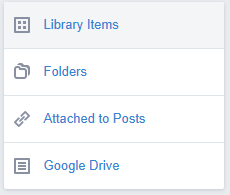 Library Items
Folders
Attached to Posts
Google Drive